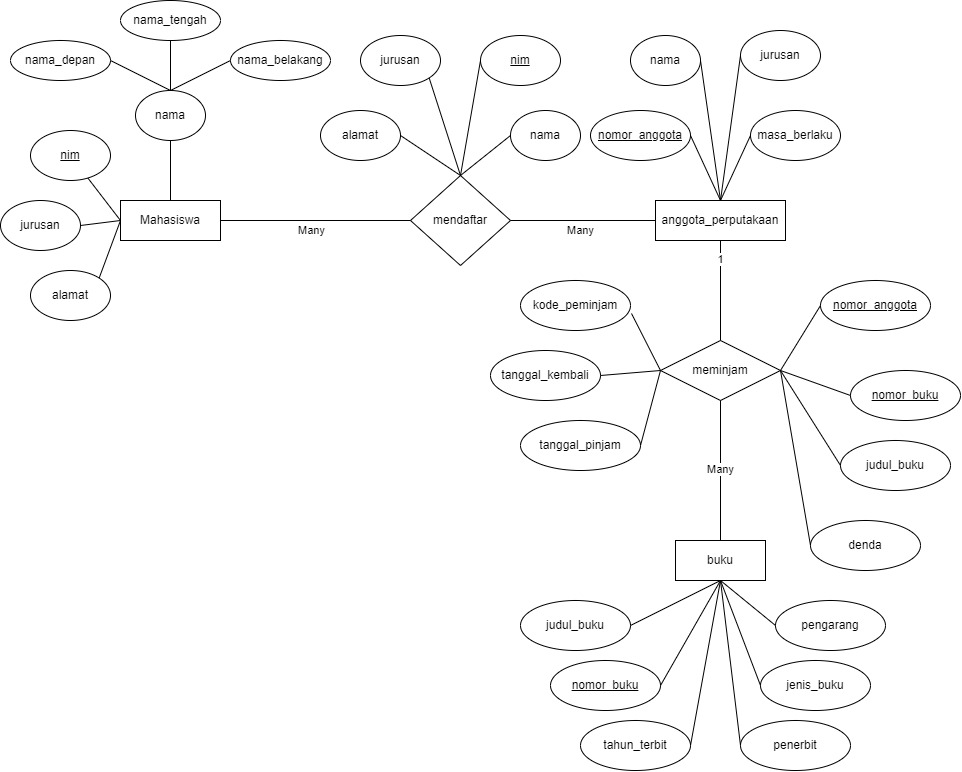 nama_tengah
nama_depan
nama_belakang
nama
nim
jurusan
alamat
Mahasiswa
Many
jurusan
nim
alamat
nama
mendaftar
Many
nama
jurusan
nomor_anggota
masa_berlaku
anggota_perputakaan
1
kode_peminjam
nomor_anggota
tanggal_kembali
meminjam
nomor_buku
tanggal_pinjam
judul_buku
Many
denda
buku
judul_buku
pengarang
nomor_buku
jenis_buku
tahun_terbit
penerbit